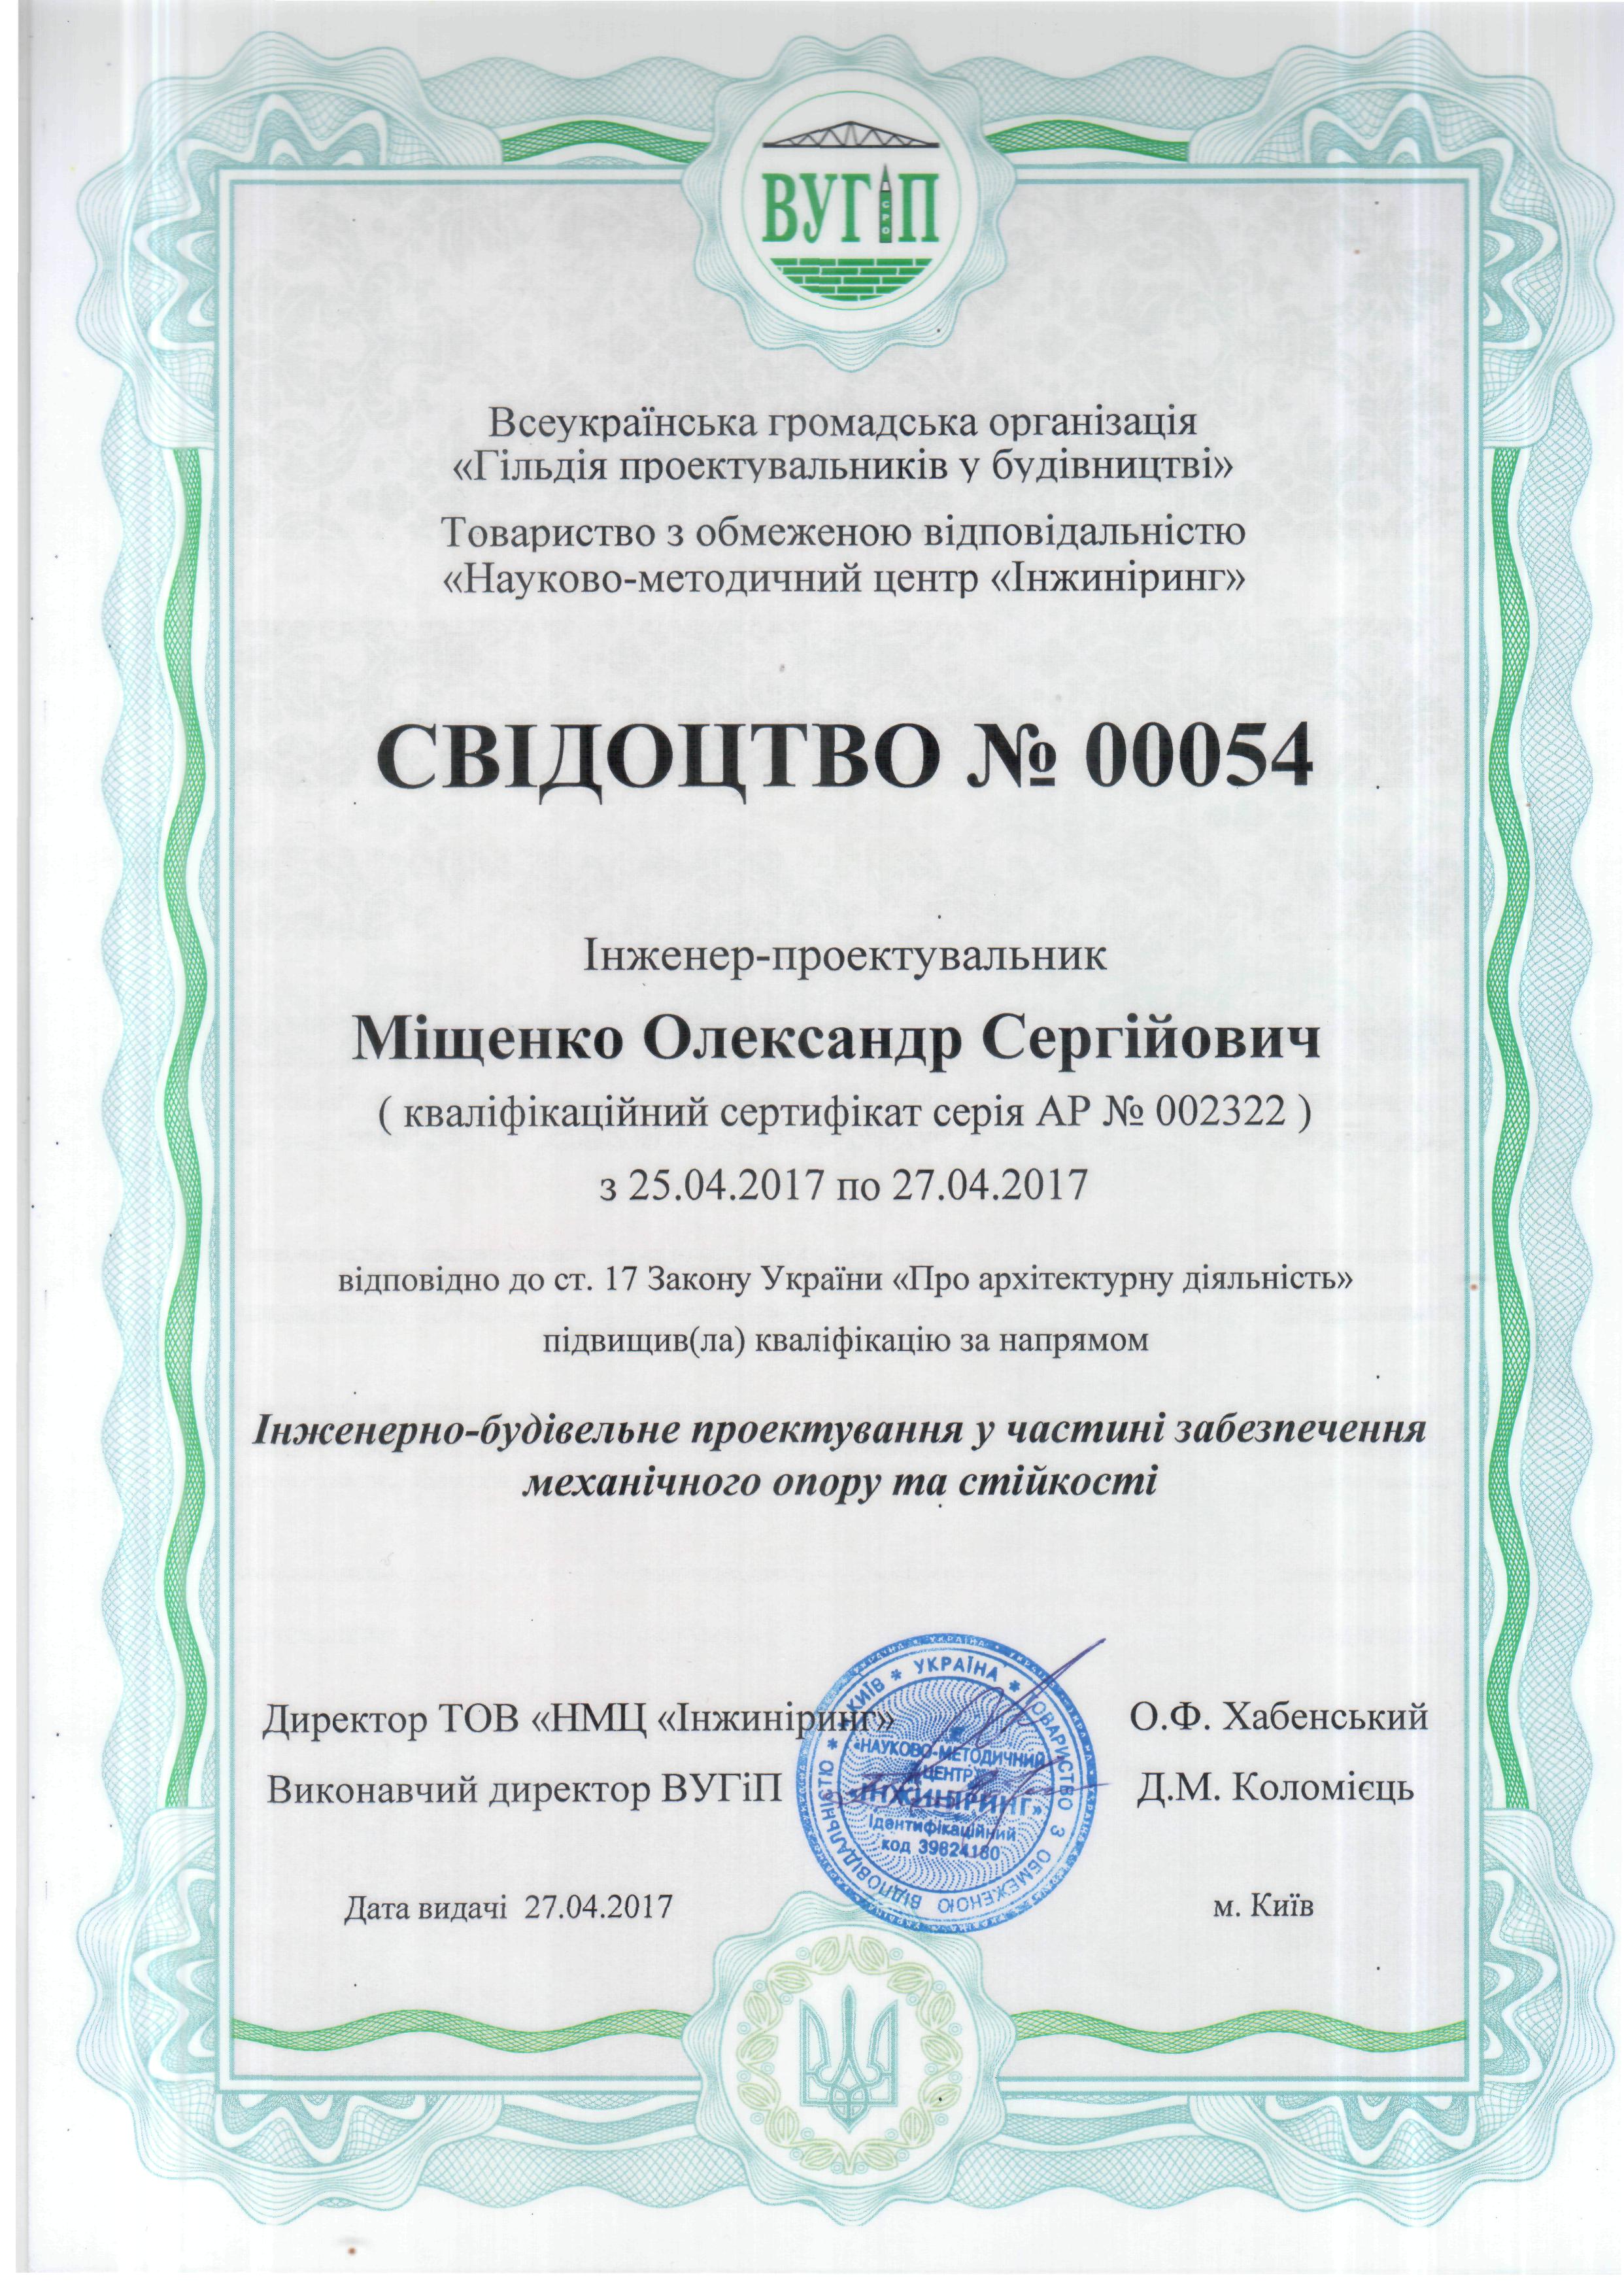 ВУГіП
СРО
Всеукраїнська громадська організація
«Гільдія проектувальників у будівництві»
Товариство з обмеженою відповідальністю
«Науково-методичний центр «Інжиніринг»
СВІДОЦТВО № 00054
Інженер-проектувальник
Міщенко Олександр Сергійович
( кваліфікаційний сертифікат серія АР № 002322 )
з 25.04.2017 по 27.04.2017
відповідно до ст. 17 Закону України «Про архітектурну діяльність»
підвищив(ла) кваліфікацію за напрямом
Інженерно-будівельне проектування у частині забезпечення
механічного опору та стійкості
Директор ТОВ «НМЦ «Інжиніринг» О.Ф. Хабенський
Виконавчий директор ВУГіП Д.М. Коломієць
УКРАЇНА * ТОВАРИСТВО З ОБМЕЖЕНОЮ ВІДПОВІДАЛЬНІСТЮ * КИЇВ *
«НАУКОВО-МЕТОДИЧНИЙ
ЦЕНТР
«ІНЖИНІРИНГ»
Ідентифікаційний
код 39624160
Дата видачі 27.04.2017 м. Київ